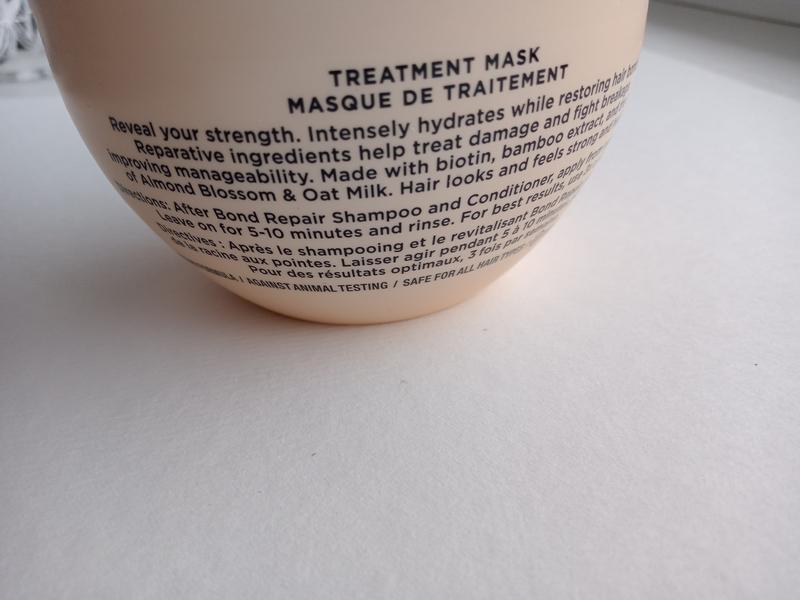 TREATMENT MASK
MASQUE DE TRAITEMENT
Reveal your strength. Intensely hydrates while restoring hair
Reparative ingredients help treat damage and fight
improving manageability. Made with biotin, bamboo extract, and
of Almond Blossom & Oat Milk. Hair looks and feels strong
Directions: After Bond Repair Shampoo and Conditioner, apply
Leave on for 5-10 minutes and rinse. For best results, use
Directives : Après le shampooing et le revitalisant Bond
de la racine aux pointes. Laisser agir pendant 5 à 10
Pour des résultats optimaux, 3 fois par
/ AGAINST ANIMAL TESTING / SAFE FOR ALL HAIR TYPES